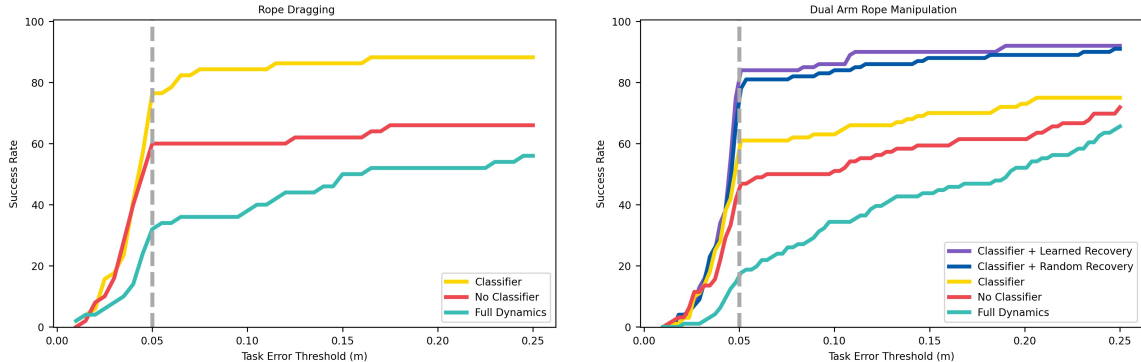 Rope Dragging
100
80
60
40
20
0
Success Rate
0.00 0.05 0.10 0.15 0.20 0.25
Task Error Threshold (m)
Classifier
No Classifier
Full Dynamics
Dual Arm Rope Manipulation
100
80
60
40
20
0
Success Rate
0.00 0.05 0.10 0.15 0.20 0.25
Task Error Threshold (m)
Classifier + Learned Recovery
Classifier + Random Recovery
Classifier
No Classifier
Full Dynamics